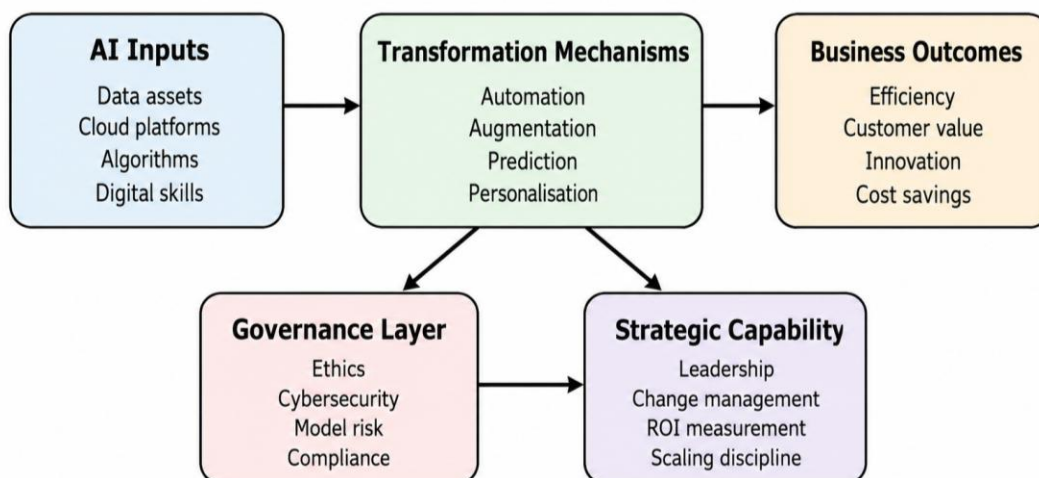 AI Inputs
Data assets
Cloud platforms
Algorithms
Digital skills
Transformation Mechanisms
Automation
Augmentation
Prediction
Personalisation
Business Outcomes
Efficiency
Customer value
Innovation
Cost savings
Governance Layer
Ethics
Cybersecurity
Model risk
Compliance
Strategic Capability
Leadership
Change management
ROI measurement
Scaling discipline